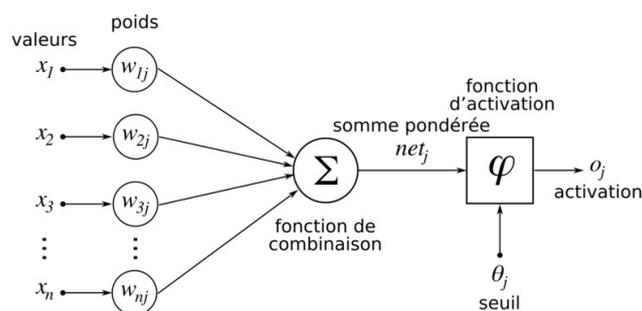 poids
valeurs
x1
w1j
x2
w2j
x3
w3j
⋮
⋮
xn
wnj
Σ
fonction de
combinaison
somme pondérée
netj
fonction
d'activation
φ
oj
activation
θj
seuil